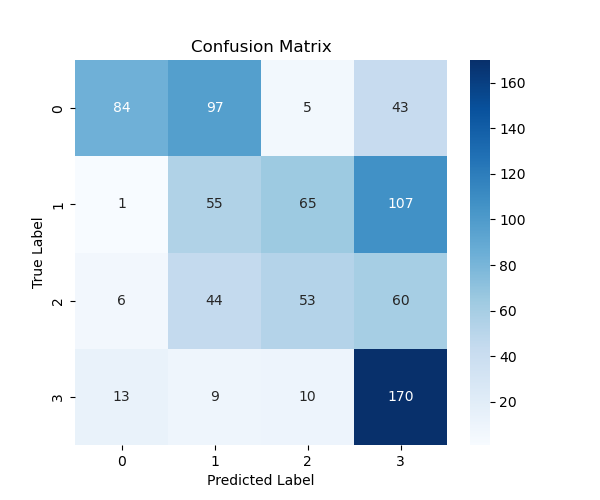 Confusion Matrix
0 84 97 5 43
1 1 55 65 107
2 6 44 53 60
3 13 9 10 170
0 1 2 3
True Label
Predicted Label
160
140
120
100
80
60
40
20